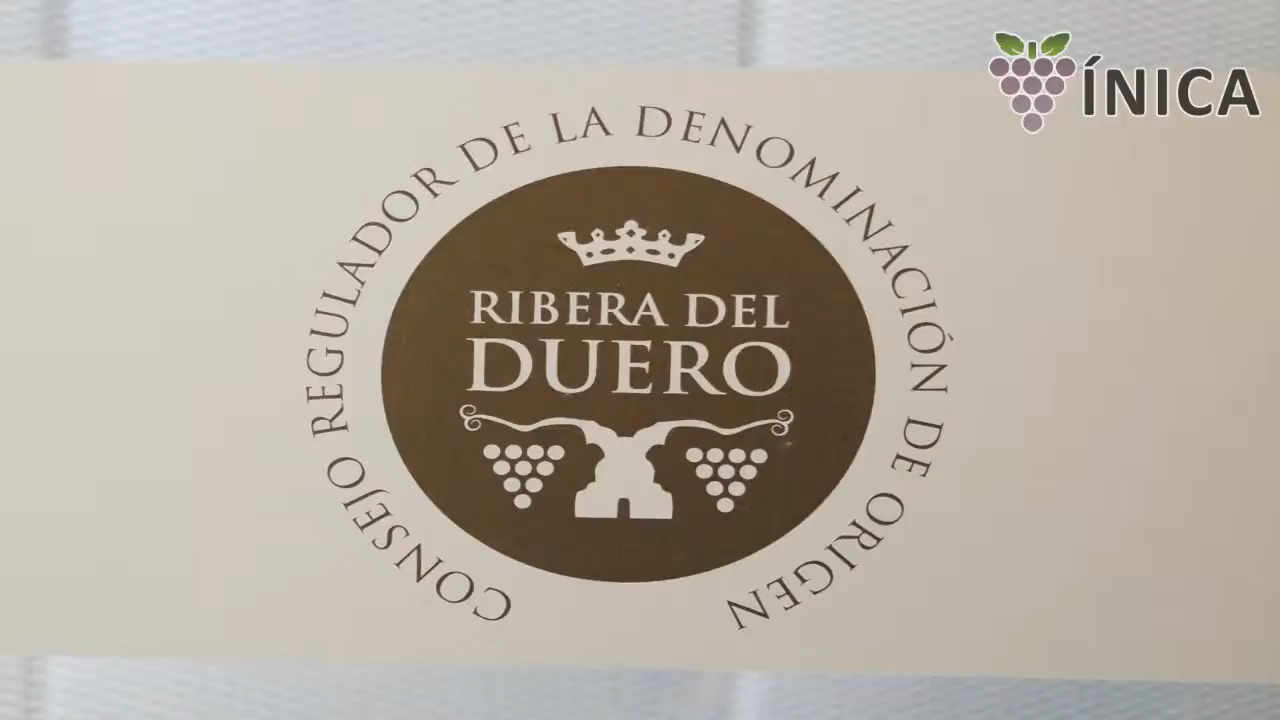 ÍNICA
CONSEJO REGULADOR DE LA DENOMINACIÓN DE ORIGEN
RIBERA DEL
DUERO